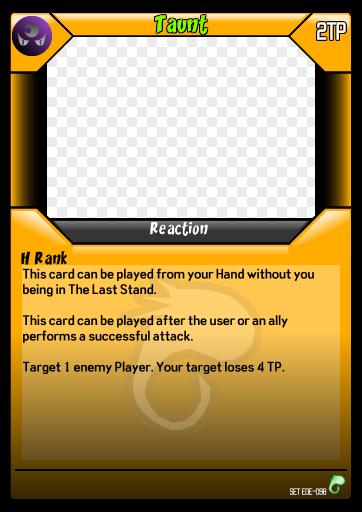 Taunt
2TP
Reaction
H Rank
This card can be played from your Hand without you
being in The Last Stand.
This card can be played after the user or an ally
performs a successful attack.
Target 1 enemy Player. Your target loses 4 TP.
SET EOE-098